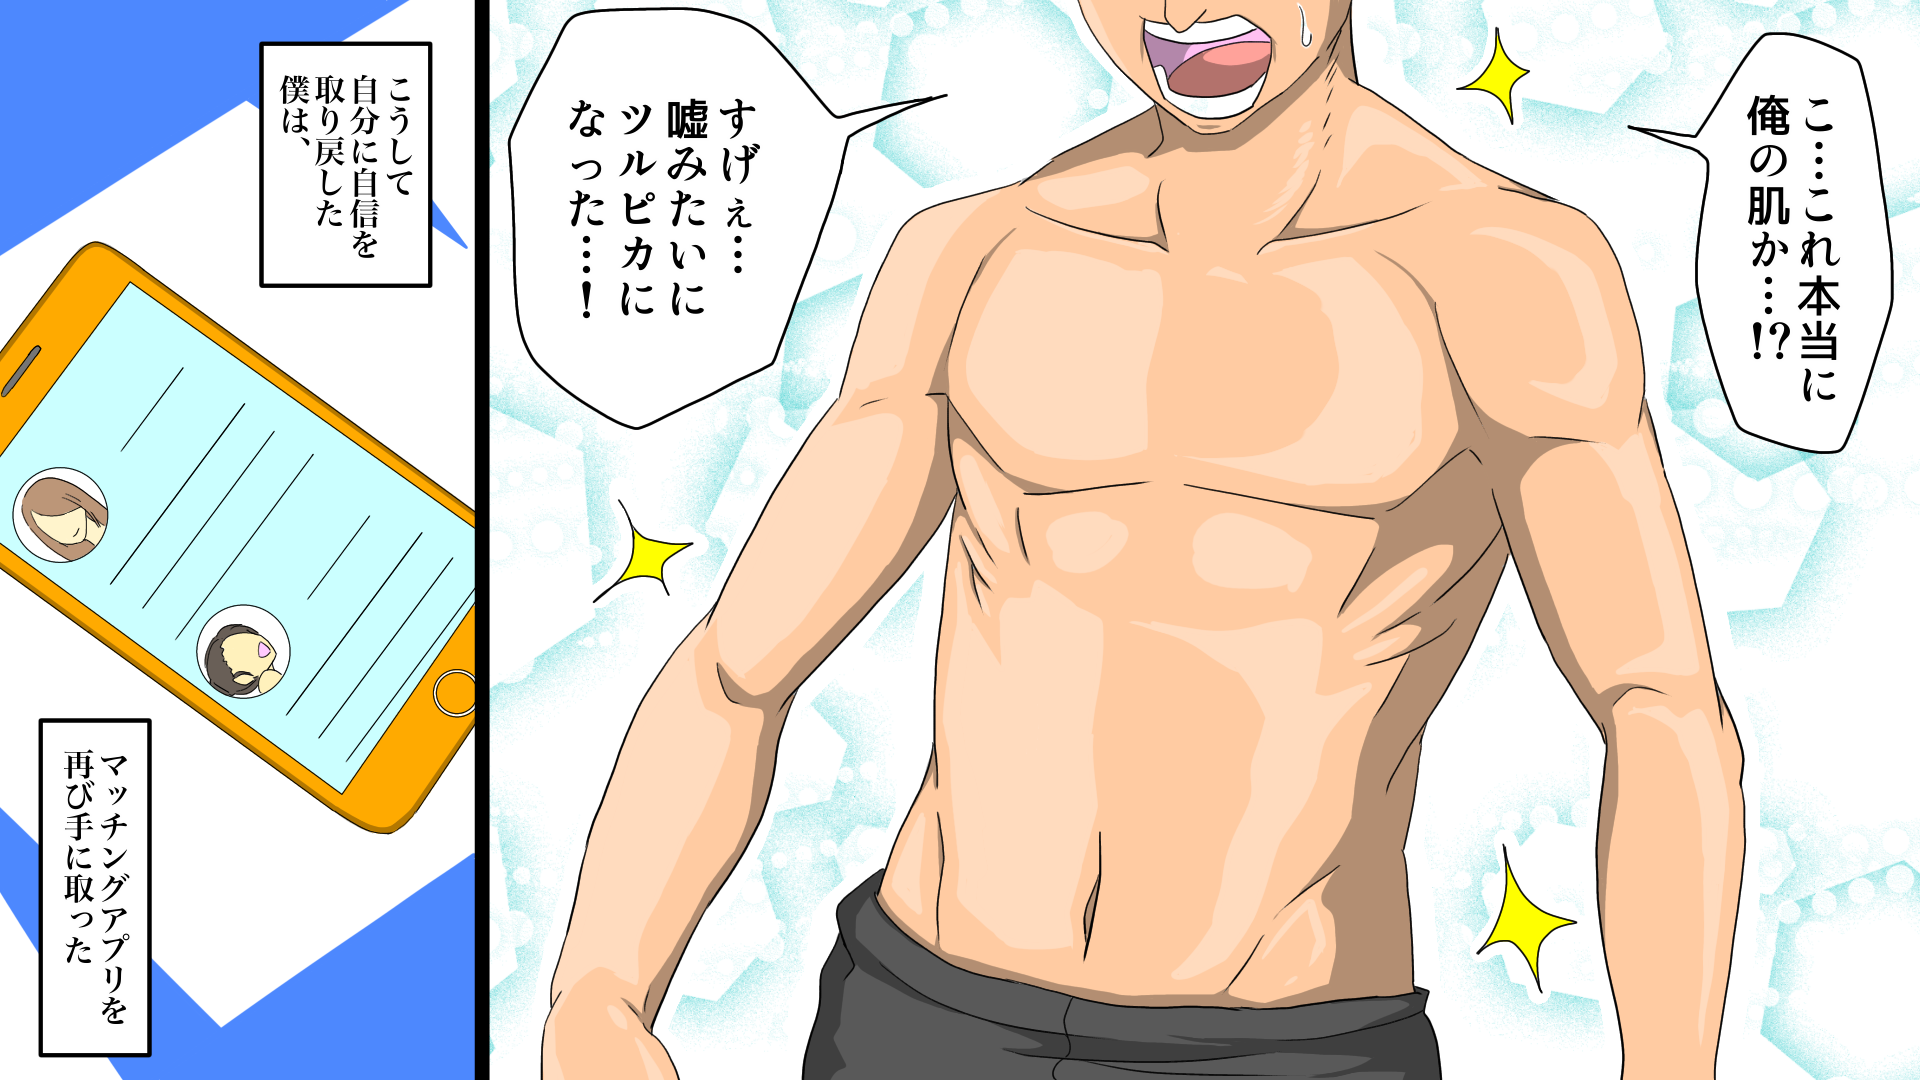 こ…これ本当に
俺の肌か…!?
すげぇ…
嘘みたいに
ツルピカに
なった…!
こうして
自分に自信を
取り戻した
僕は、
マッチングアプリを
再び手に取った